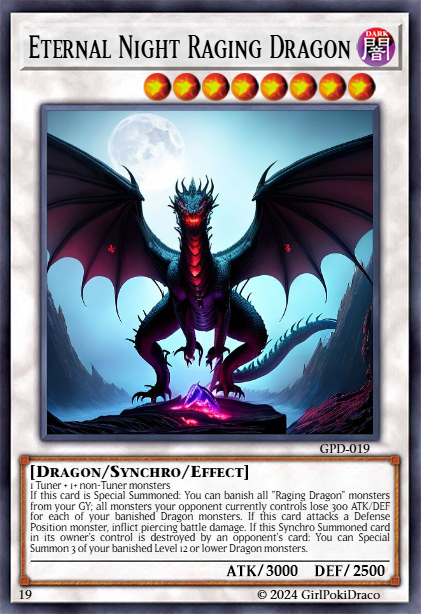 Eternal Night Raging Dragon
DARK
闇
GPD-019
[Dragon/Synchro/Effect]
1 Tuner + 1+ non-Tuner monsters
If this card is Special Summoned: You can banish all "Raging Dragon" monsters
from your GY; all monsters your opponent currently controls lose 300 ATK/DEF
for each of your banished Dragon monsters. If this card attacks a Defense
Position monster, inflict piercing battle damage. If this Synchro Summoned card
in its owner's control is destroyed by an opponent's card: You can Special
Summon 3 of your banished Level 12 or lower Dragon monsters.
ATK/3000 DEF/2500
19 © 2024 GirlPokiDraco